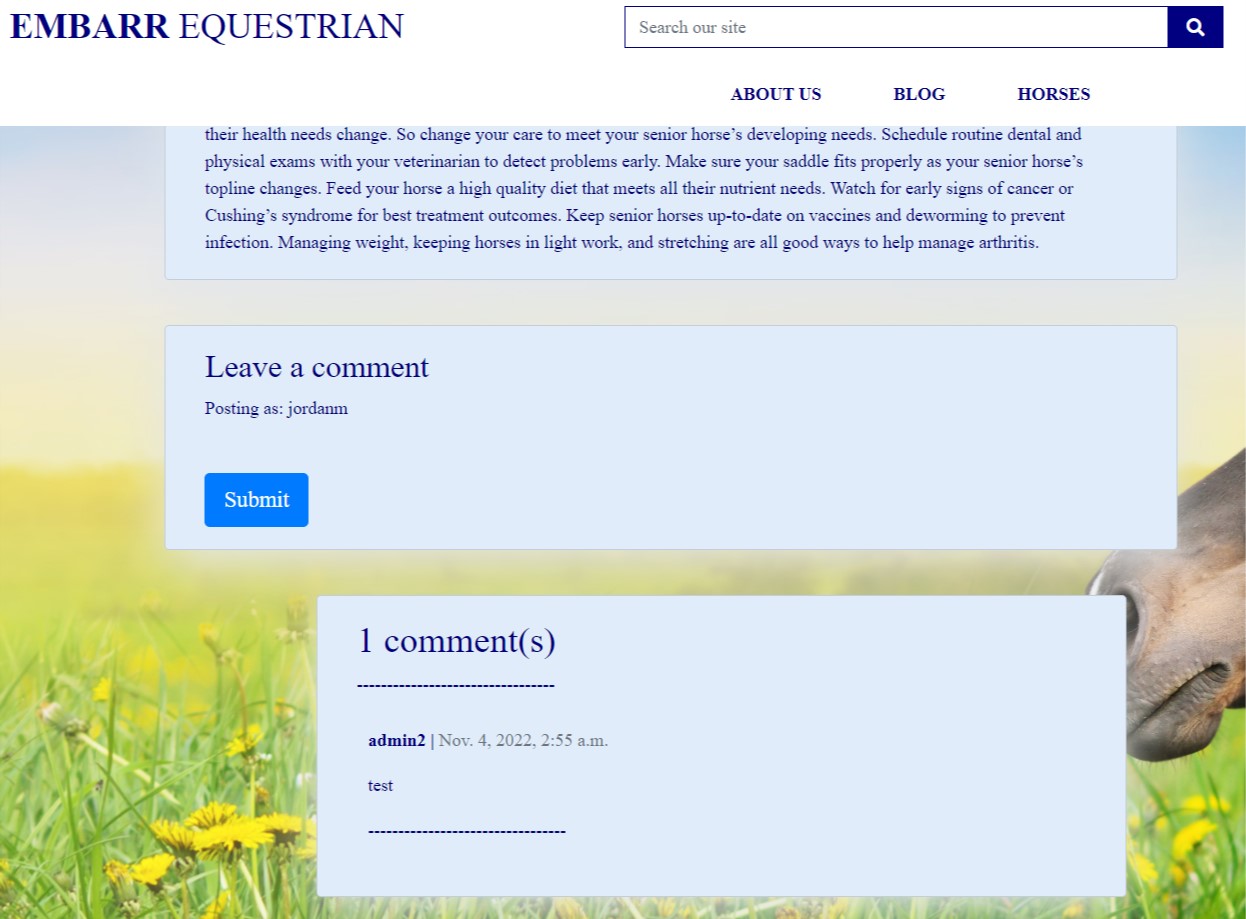 EMBARR EQUESTRIAN
Search our site
ABOUT US BLOG HORSES
their health needs change. So change your care to meet your senior horse’s developing needs. Schedule routine dental and
physical exams with your veterinarian to detect problems early. Make sure your saddle fits properly as your senior horse’s
topline changes. Feed your horse a high quality diet that meets all their nutrient needs. Watch for early signs of cancer or
Cushing’s syndrome for best treatment outcomes. Keep senior horses up-to-date on vaccines and deworming to prevent
infection. Managing weight, keeping horses in light work, and stretching are all good ways to help manage arthritis.
Leave a comment
Posting as: jordanm
Submit
1 comment(s)
---------------------------------
admin2 | Nov. 4, 2022, 2:55 a.m.
test
---------------------------------